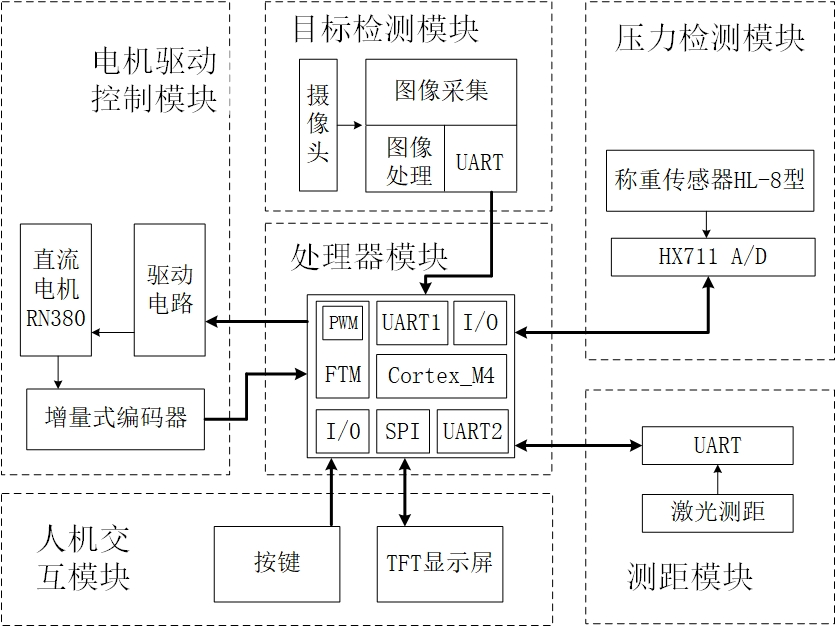 电机驱动
控制模块
直流
电机
RN380
驱动
电路
增量式编码器
目标检测模块
摄
像
头
图像采集
图像
处理
UART
处理器模块
PWM
FTM
UART1
I/O
Cortex_M4
I/O
SPI
UART2
压力检测模块
称重传感器HL-8型
HX711 A/D
UART
激光测距
测距模块
人机交
互模块
按键
TFT显示屏